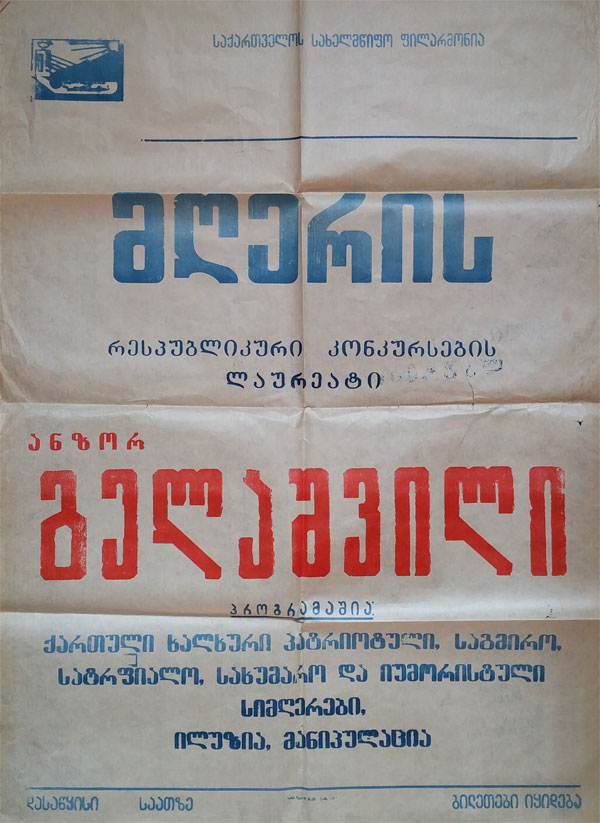 საქართველოს სახელმწიფო ფილარმონია
მღერის
რესპუბლიკური კონკურსების
ლაურეატი
ანზორ
გელაშვილი
პროგრამაშია:
ქართული ხალხური პატრიოტული, საგმირო,
სატრფიალო, სახუმარო და იუმორისტული
სიმღერები,
ილუზია, მანიპულაცია
დასაწყისი საათზე ბილეთები იყიდება